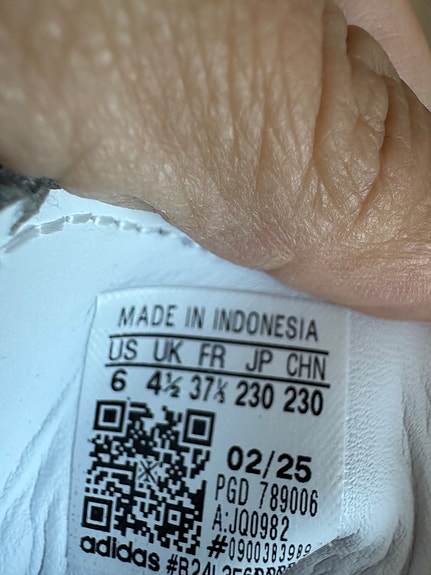 MADE IN INDONESIA
US UK FR JP CHN
6 4½ 37⅓ 230 230
02/25
PGD 789006
A:JQ0982
#0900383989
adidas